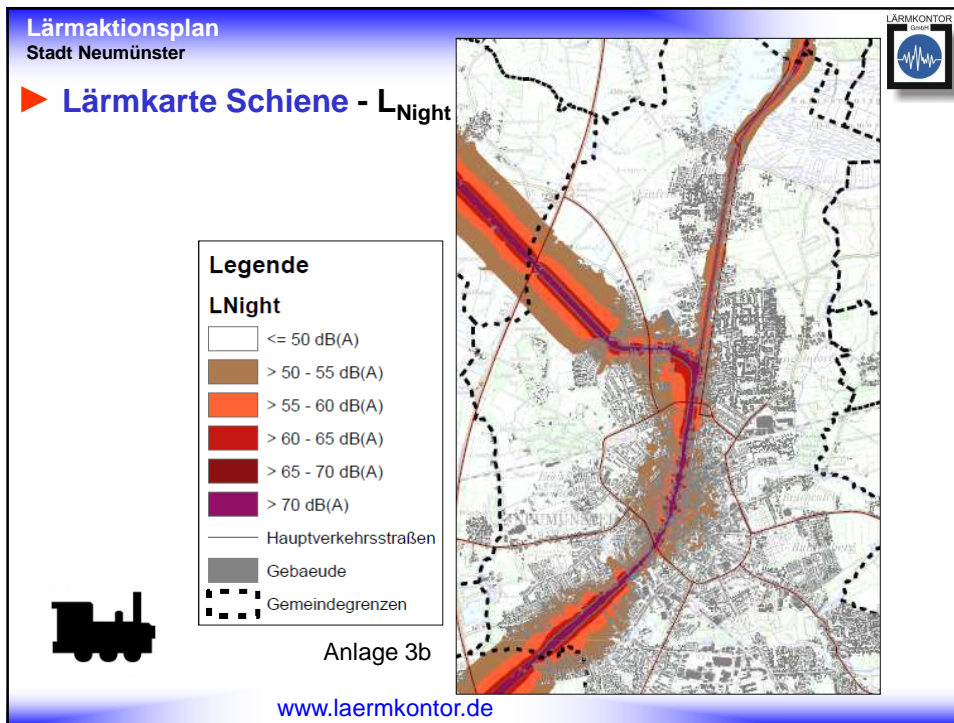 Lärmaktionsplan
Stadt Neumünster
LÄRMKONTOR
GmbH
Lärmkarte Schiene - LNight
Legende
LNight
<= 50 dB(A)
> 50 - 55 dB(A)
> 55 - 60 dB(A)
> 60 - 65 dB(A)
> 65 - 70 dB(A)
> 70 dB(A)
Hauptverkehrsstraßen
Gebaeude
Gemeindegrenzen
Anlage 3b
www.laermkontor.de